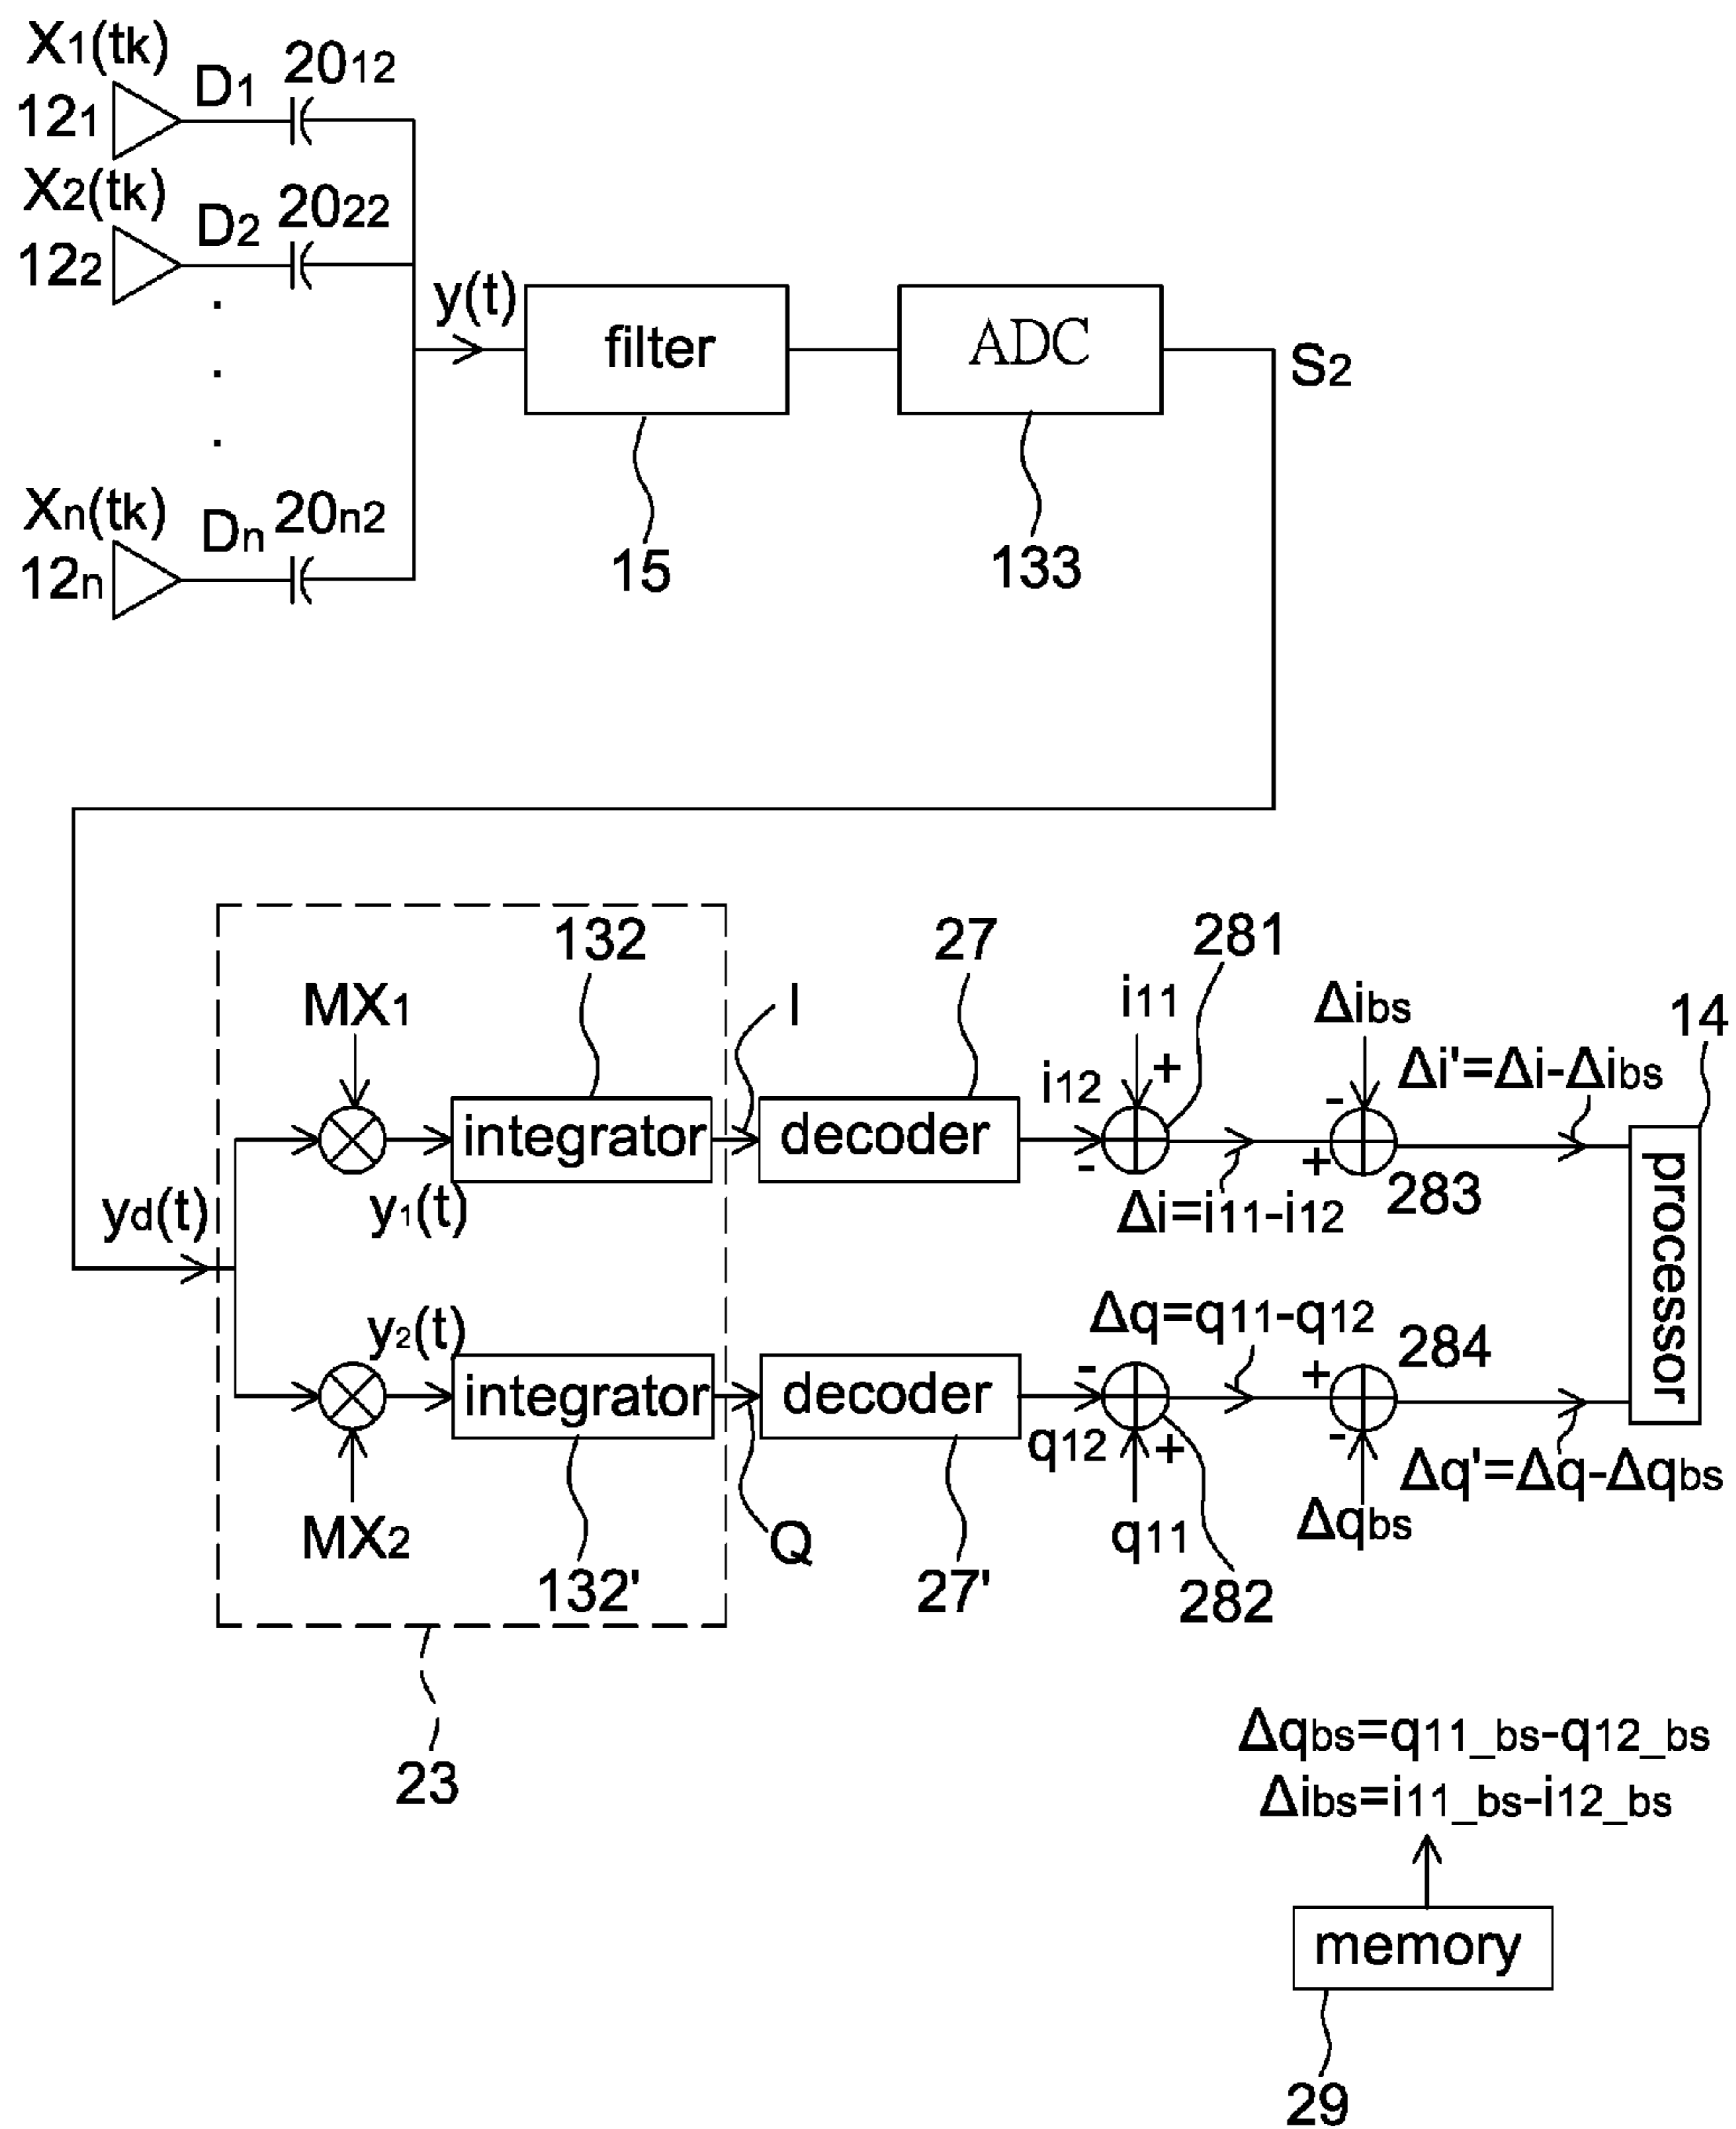 X1(tk)
D1
2012
121
X2(tk)
D2
2022
122
.
.
.
Xn(tk)
Dn
20n2
12n
y(t)
filter
ADC
S2
15
133
132
27
281
MX1
I
i11
Δibs
14
i12
+
-
Δi'=Δi-Δibs
integrator
decoder
-
+
283
y1(t)
Δi=i11-i12
yd(t)
processor
y2(t)
Δq=q11-q12
284
-
+
integrator
decoder
q12
+
-
Δq'=Δq-Δqbs
MX2
Q
q11
Δqbs
132'
27'
282
23
Δqbs=q11_bs-q12_bs
Δibs=i11_bs-i12_bs
memory
29